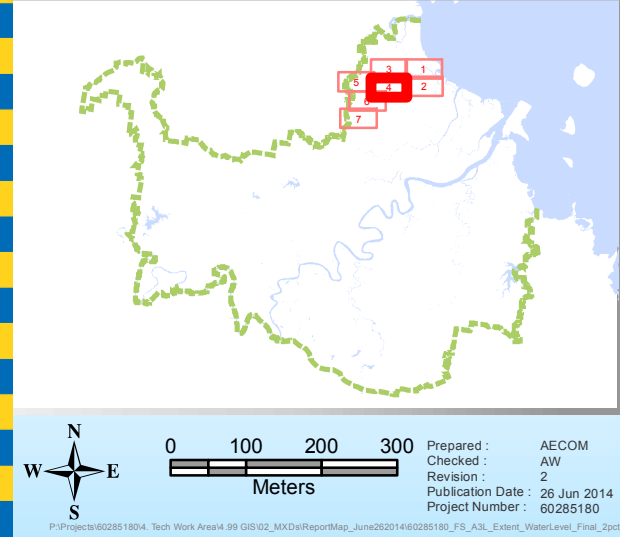 3 1
5 4 2
6
7
N
W E
S
0 100 200 300
Meters
Prepared : AECOM
Checked : AW
Revision : 2
Publication Date : 26 Jun 2014
Project Number : 60285180
P:\Projects\60285180\4. Tech Work Area\4.99 GIS\02_MXDs\ReportMap_June262014\60285180_FS_A3L_Extent_WaterLevel_Final_2pct